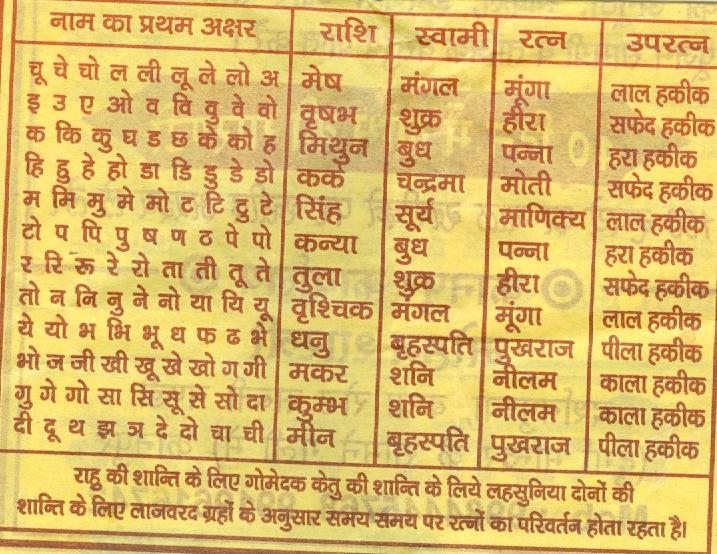 नाम का प्रथम अक्षर राशि स्वामी रत्न उपरत्न
चू चे चो ल ली लू ले लो अ मेष मंगल मूंगा लाल हकीक
इ उ ए ओ व वि वु वे वो वृषभ शुक्र हीरा सफेद हकीक
क कि कु घ ड छ के को ह मिथुन बुध पन्ना हरा हकीक
हि हु हे हो डा डि डु डे डो कर्क चन्द्रमा मोती सफेद हकीक
म मि मु मे मो ट टि टु टे सिंह सूर्य माणिक्य लाल हकीक
टो प पि पु ष ण ठ पे पो कन्या बुध पन्ना हरा हकीक
र रि रू रे रो ता ती तू ते तुला शुक्र हीरा सफेद हकीक
तो न नि नु ने नो या यि यू वृश्चिक मंगल मूंगा लाल हकीक
ये यो भ भि भू ध फ ढ भे धनु बृहस्पति पुखराज पीला हकीक
भो ज जी खी खू खे खो ग गी मकर शनि नीलम काला हकीक
गु गे गो सा सि सू से सो दा कुम्भ शनि नीलम काला हकीक
दी दू थ झ ञ दे दो चा ची मीन बृहस्पति पुखराज पीला हकीक
राहु की शान्ति के लिए गोमेदक केतु की शान्ति के लिये लहसुनिया दोनों की
शान्ति के लिए लाजवरद ग्रहों के अनुसार समय समय पर रत्नों का परिवर्तन होता रहता है।